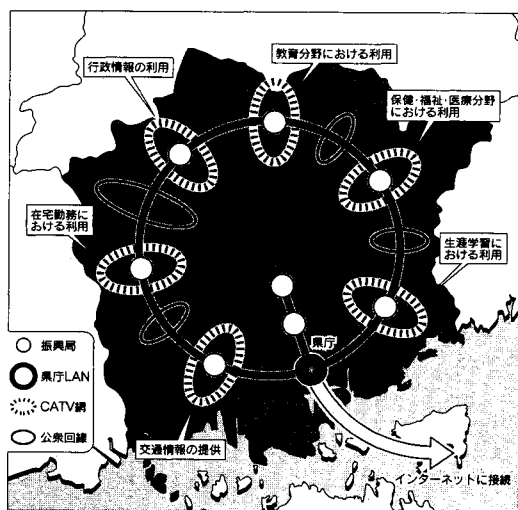 教育分野における利用
行政情報の利用
保健・福祉・医療分野
における利用
在宅勤務に
おける利用
生涯学習に
おける利用
県庁
振興局
県庁LAN
CATV網
公衆回線
交通情報の提供
インターネットに接続